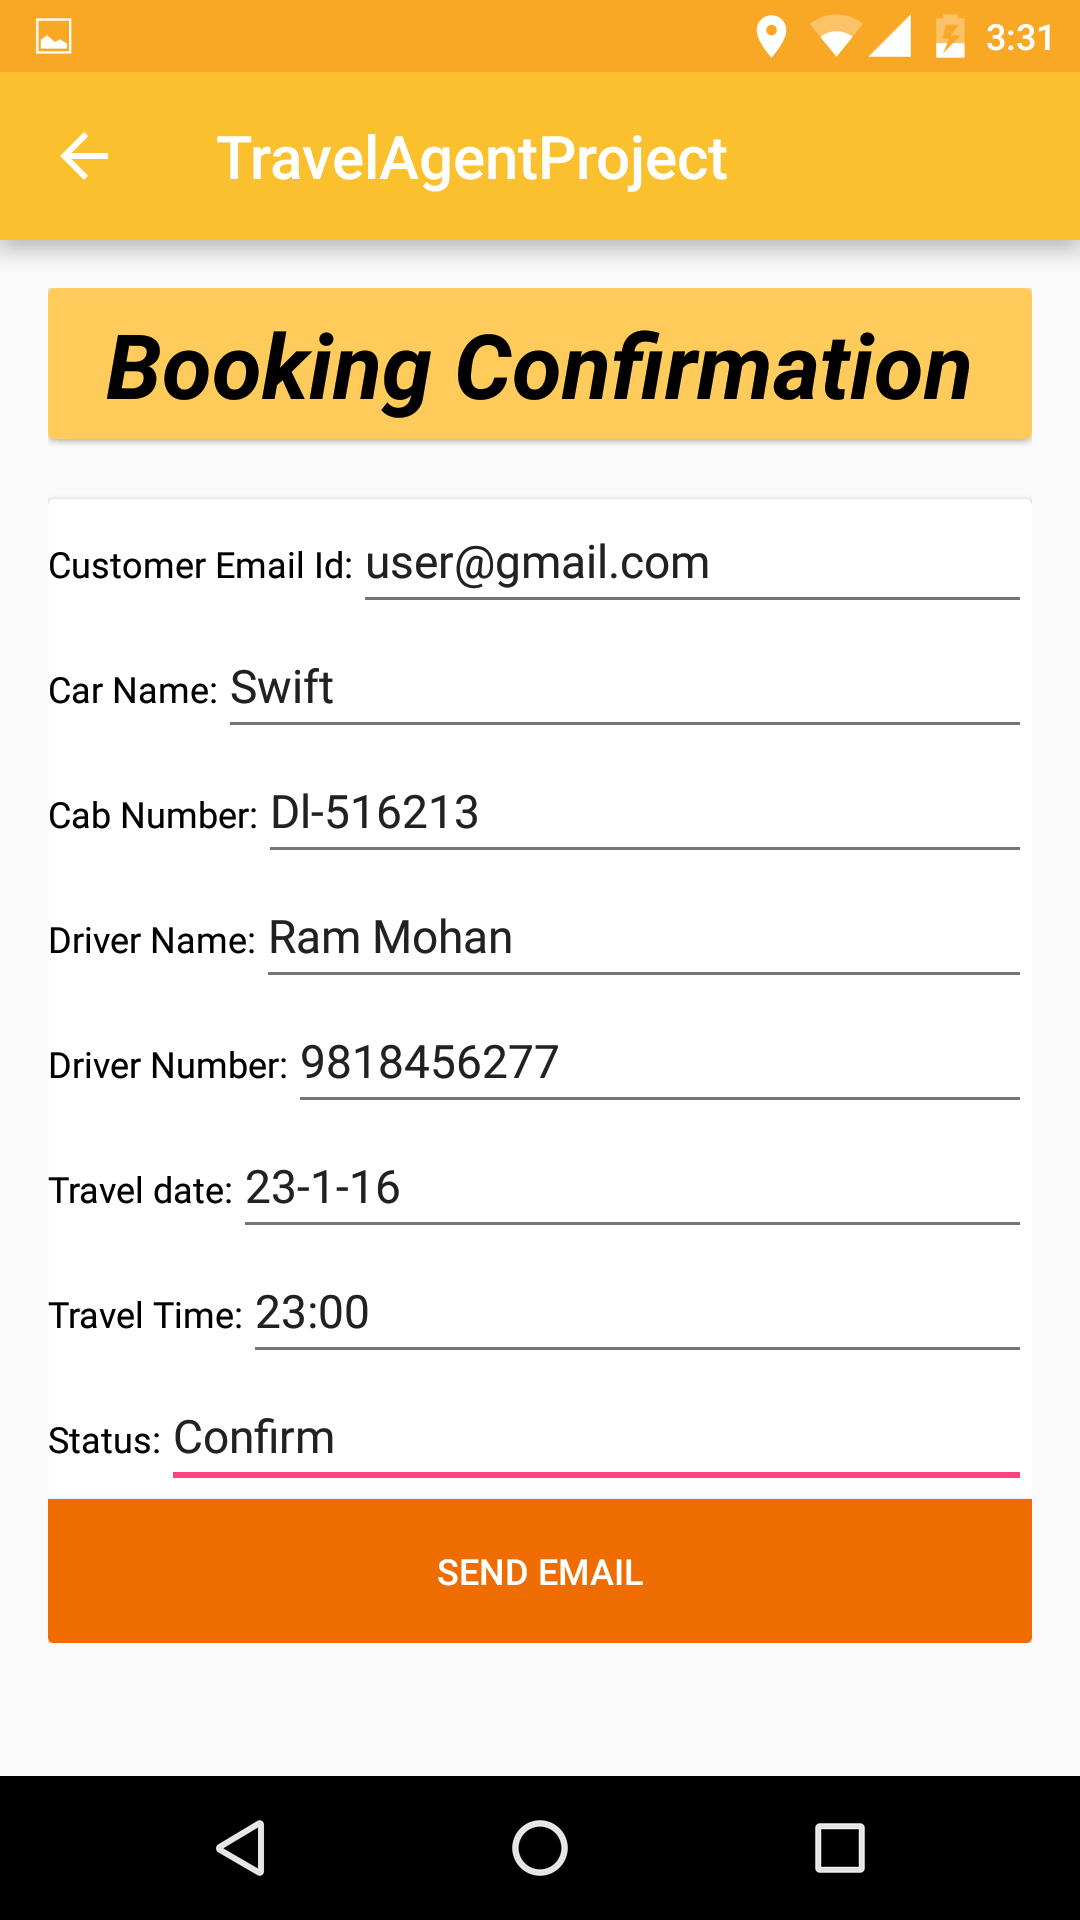 3:31
TravelAgentProject
Booking Confirmation
Customer Email Id: user@gmail.com
Car Name: Swift
Cab Number: Dl-516213
Driver Name: Ram Mohan
Driver Number: 9818456277
Travel date: 23-1-16
Travel Time: 23:00
Status: Confirm
SEND EMAIL